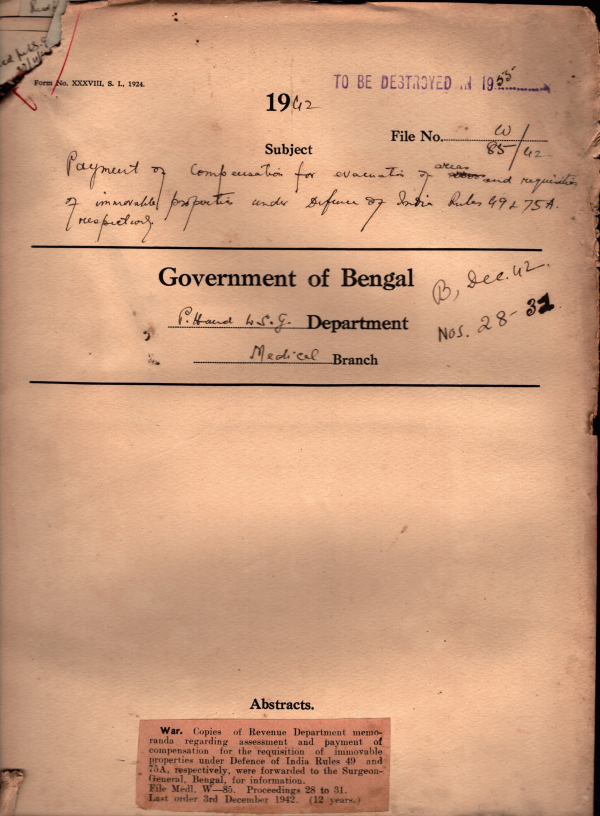 Form No. XXXVIII, S. I., 1924.
TO BE DESTROYED IN 1955
1942
File No. W/85/42
Subject
Payment of compensation for evacuation of areas and requisition
of immovable properties under Defence of India Rules 49 & 75A.
respectively
Government of Bengal
B, Dec. 42.
P.H. and L.S.G. Department
Nos. 28-31
Medical Branch
Abstracts.
War. Copies of Revenue Department memo-
randa regarding assessment and payment of
compensation for the requisition of immovable
properties under Defence of India Rules 49 and
75A, respectively, were forwarded to the Surgeon-
General, Bengal, for information.
File Medl. W—85. Proceedings 28 to 31.
Last order 3rd December 1942. (12 years.)